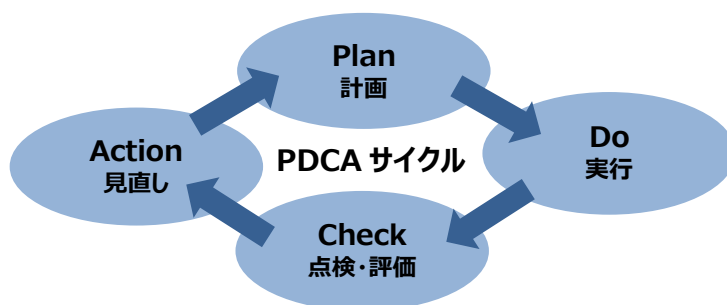 Plan
計画
Do
実行
Check
点検・評価
Action
見直し
PDCA サイクル